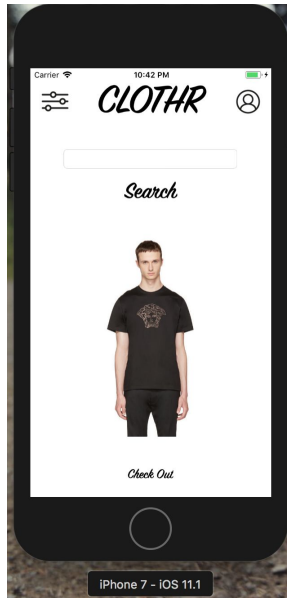 Carrier 10:42 PM
CLOTHR
Search
Check Out
iPhone 7 - iOS 11.1